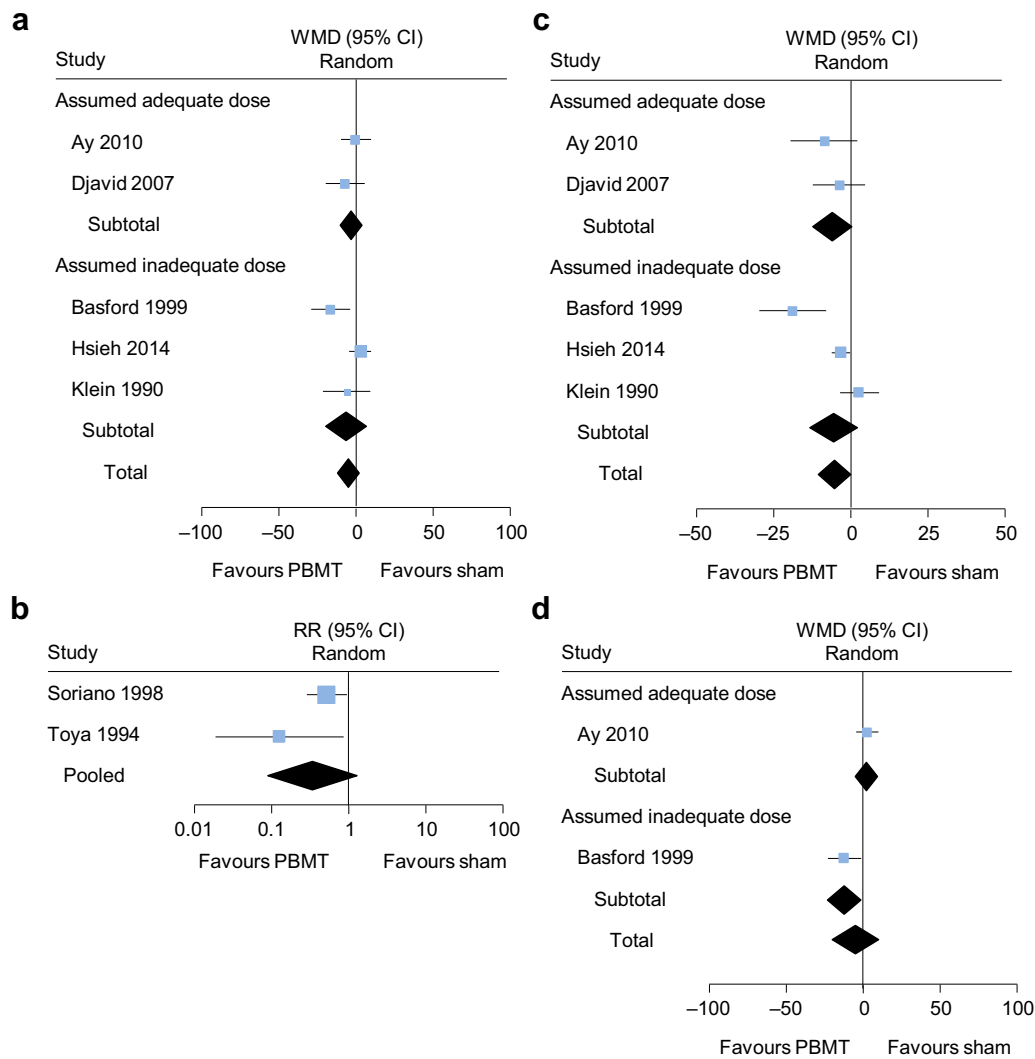 a
WMD (95% CI)
Study Random
Assumed adequate dose
Ay 2010
Djavid 2007
Subtotal
Assumed inadequate dose
Basford 1999
Hsieh 2014
Klein 1990
Subtotal
Total
–100 –50 0 50 100
Favours PBMT Favours sham
b
RR (95% CI)
Study Random
Soriano 1998
Toya 1994
Pooled
0.01 0.1 1 10 100
Favours PBMT Favours sham
c
WMD (95% CI)
Study Random
Assumed adequate dose
Ay 2010
Djavid 2007
Subtotal
Assumed inadequate dose
Basford 1999
Hsieh 2014
Klein 1990
Subtotal
Total
–50 –25 0 25 50
Favours PBMT Favours sham
d
WMD (95% CI)
Study Random
Assumed adequate dose
Ay 2010
Subtotal
Assumed inadequate dose
Basford 1999
Subtotal
Total
–100 –50 0 50 100
Favours PBMT Favours sham